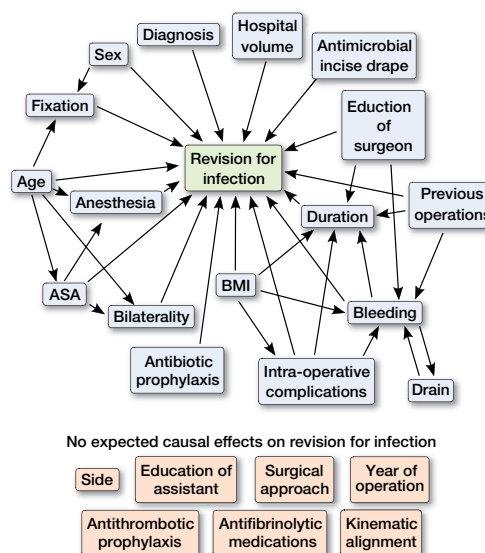 Diagnosis
Hospital
volume
Sex
Antimicrobial
incise drape
Fixation
Eduction
of
surgeon
Revision for
infection
Age
Anesthesia
Previous
operations
Duration
ASA
Bilaterality
BMI
Bleeding
Antibiotic
prophylaxis
Intra-operative
complications
Drain
No expected causal effects on revision for infection
Side
Education of
assistant
Surgical
approach
Year of
operation
Antithrombotic
prophylaxis
Antifibrinolytic
medications
Kinematic
alignment